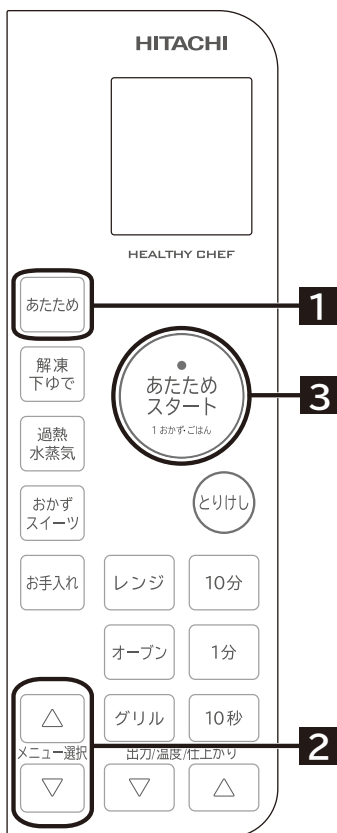 HITACHI
HEALTHY CHEF
あたため
1
解凍
下ゆで
あたため
スタート
1 おかず・ごはん
3
過熱
水蒸気
おかず
スイーツ
とりけし
お手入れ
レンジ
10分
オーブン
1分
△
グリル
10秒
メニュー選択
出力/温度/仕上がり
2
▽
▽
△